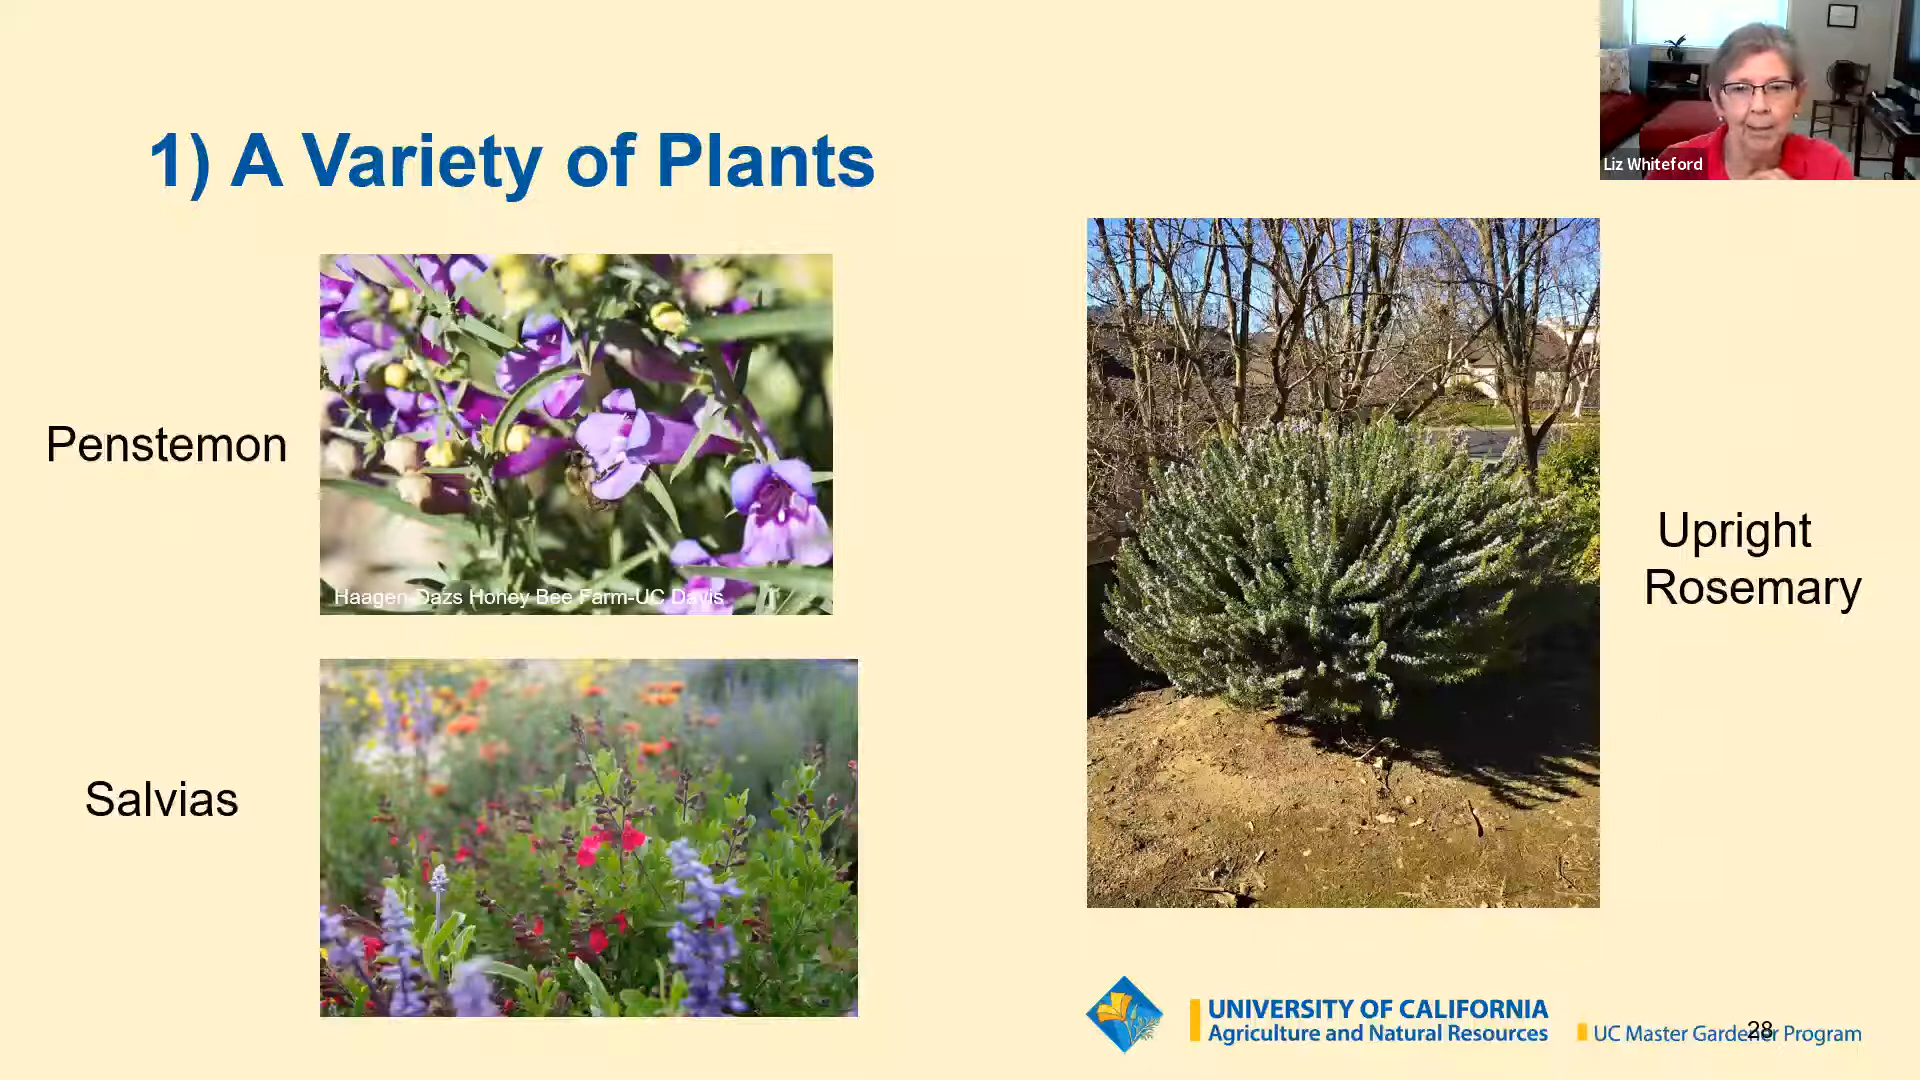 1) A Variety of Plants
Liz Whiteford
Penstemon
Haagen-Dazs Honey Bee Farm-UC Davis
Upright
Rosemary
Salvias
UNIVERSITY OF CALIFORNIA
Agriculture and Natural Resources
UC Master Gardener Program
28